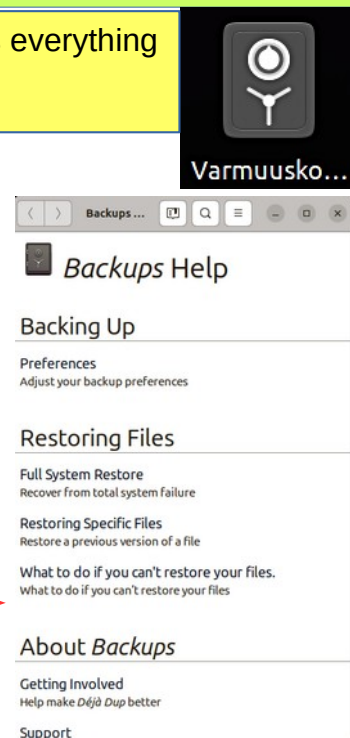 everything
Varmuusko...
Backups ...
Backups Help
Backing Up
Preferences
Adjust your backup preferences
Restoring Files
Full System Restore
Recover from total system failure
Restoring Specific Files
Restore a previous version of a file
What to do if you can't restore your files.
What to do if you can't restore your files
About Backups
Getting Involved
Help make Déjà Dup better
Support